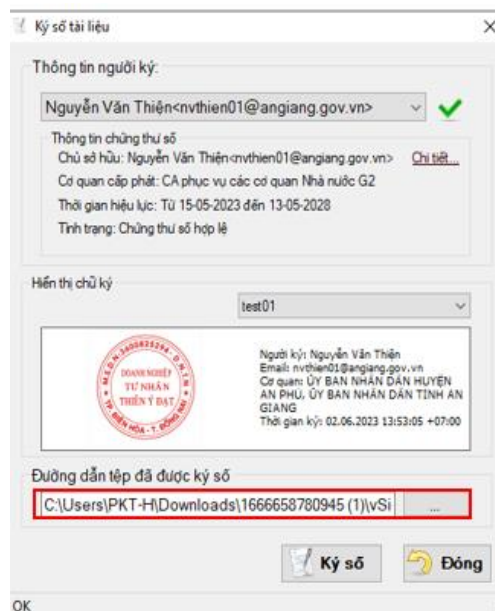 Ký số tài liệu
Thông tin người ký:
Nguyễn Văn Thiện<nvthien01@angiang.gov.vn>
Thông tin chứng thư số
Chủ sở hữu: Nguyễn Văn Thiện<nvthien01@angiang.gov.vn> Chi tiết...
Cơ quan cấp phát: CA phục vụ các cơ quan Nhà nước G2
Thời gian hiệu lực: Từ 15-05-2023 đến 13-05-2028
Tình trạng: Chứng thư số hợp lệ
Hiển thị chữ ký
test01
M.S.D.N:3600825294 - D.N.T.N
DOANH NGHIỆP
TƯ NHÂN
THIÊN Ý ĐẠT
TP. BIÊN HÒA - T. ĐỒNG NAI
Người ký: Nguyễn Văn Thiện
Email: nvthien01@angiang.gov.vn
Cơ quan: ỦY BAN NHÂN DÂN HUYỆN
AN PHÚ, ỦY BAN NHÂN DÂN TỈNH AN
GIANG
Thời gian ký: 02.06.2023 13:53:05 +07:00
Đường dẫn tệp đã được ký số
C:\Users\PKT-H\Downloads\1666658780945 (1)\vSi ...
Ký số Đóng
OK